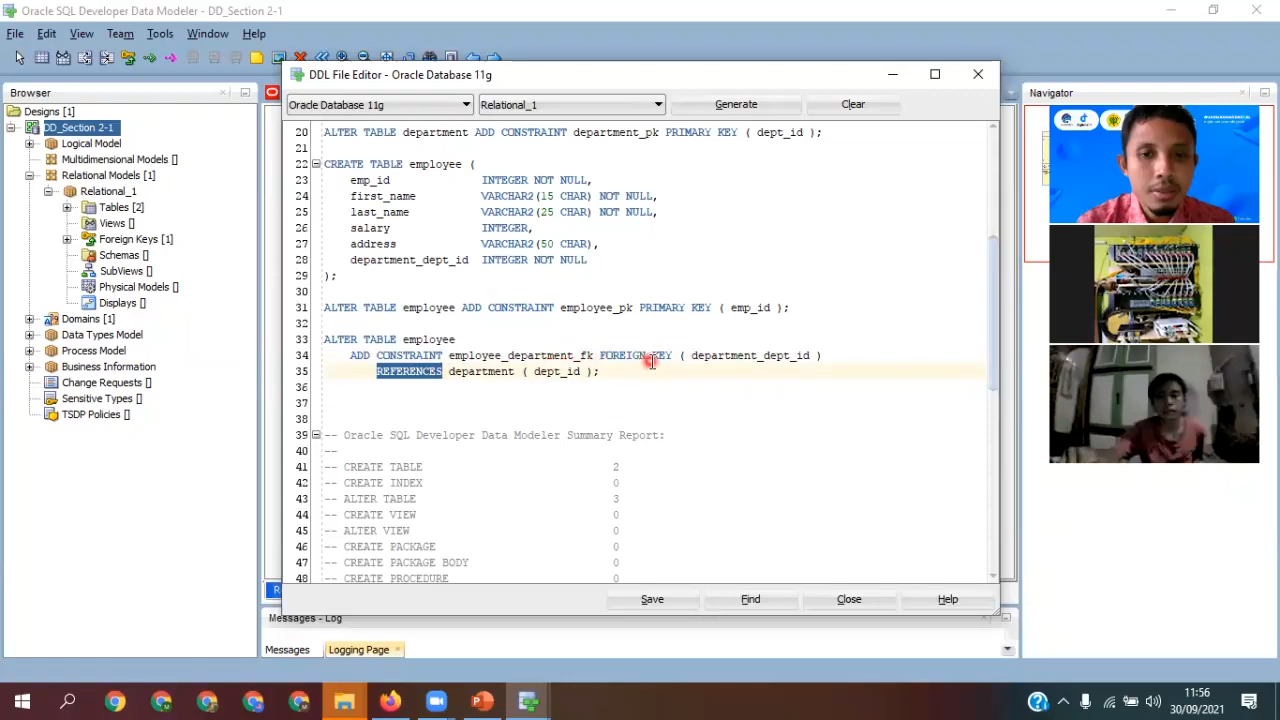 Oracle SQL Developer Data Modeler - DD_Section 2-1
File Edit View Team Tools Window Help
DDL File Editor - Oracle Database 11g
Browser
Navigator
Oracle Database 11g Relational_1 Generate Clear
Designs [1]
DD_Section 2-1
Logical Model
Multidimensional Models []
Relational Models [1]
Relational_1
Tables [2]
Views []
Foreign Keys [1]
Schemas []
SubViews []
Physical Models []
Displays []
Domains [1]
Data Types Model
Process Model
Business Information
Change Requests []
Sensitive Types []
TSDP Policies []
20 ALTER TABLE department ADD CONSTRAINT department_pk PRIMARY KEY ( dept_id );
21
22 CREATE TABLE employee (
23 emp_id INTEGER NOT NULL,
24 first_name VARCHAR2(15 CHAR) NOT NULL,
25 last_name VARCHAR2(25 CHAR) NOT NULL,
26 salary INTEGER,
27 address VARCHAR2(50 CHAR),
28 department_dept_id INTEGER NOT NULL
29 );
30
31 ALTER TABLE employee ADD CONSTRAINT employee_pk PRIMARY KEY ( emp_id );
32
33 ALTER TABLE employee
34 ADD CONSTRAINT employee_department_fk FOREIGN KEY ( department_dept_id )
35 REFERENCES department ( dept_id );
36
37
38
39 -- Oracle SQL Developer Data Modeler Summary Report:
40 --
41 -- CREATE TABLE 2
42 -- CREATE INDEX 0
43 -- ALTER TABLE 3
44 -- CREATE VIEW 0
45 -- ALTER VIEW 0
46 -- CREATE PACKAGE 0
47 -- CREATE PACKAGE BODY 0
48 -- CREATE PROCEDURE 0
Save Find Close Help
Messages - Log
Messages Logging Page
11:56
30/09/2021